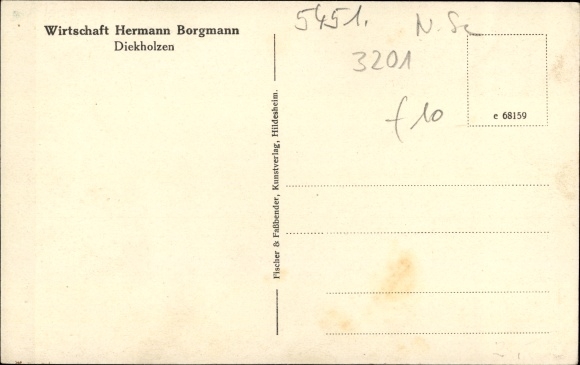 Wirtschaft Hermann Borgmann
Diekholzen
5451.
N. Sa
3201
f 10
e 68159
Fischer & Faßbender, Kunstverlag, Hildesheim.